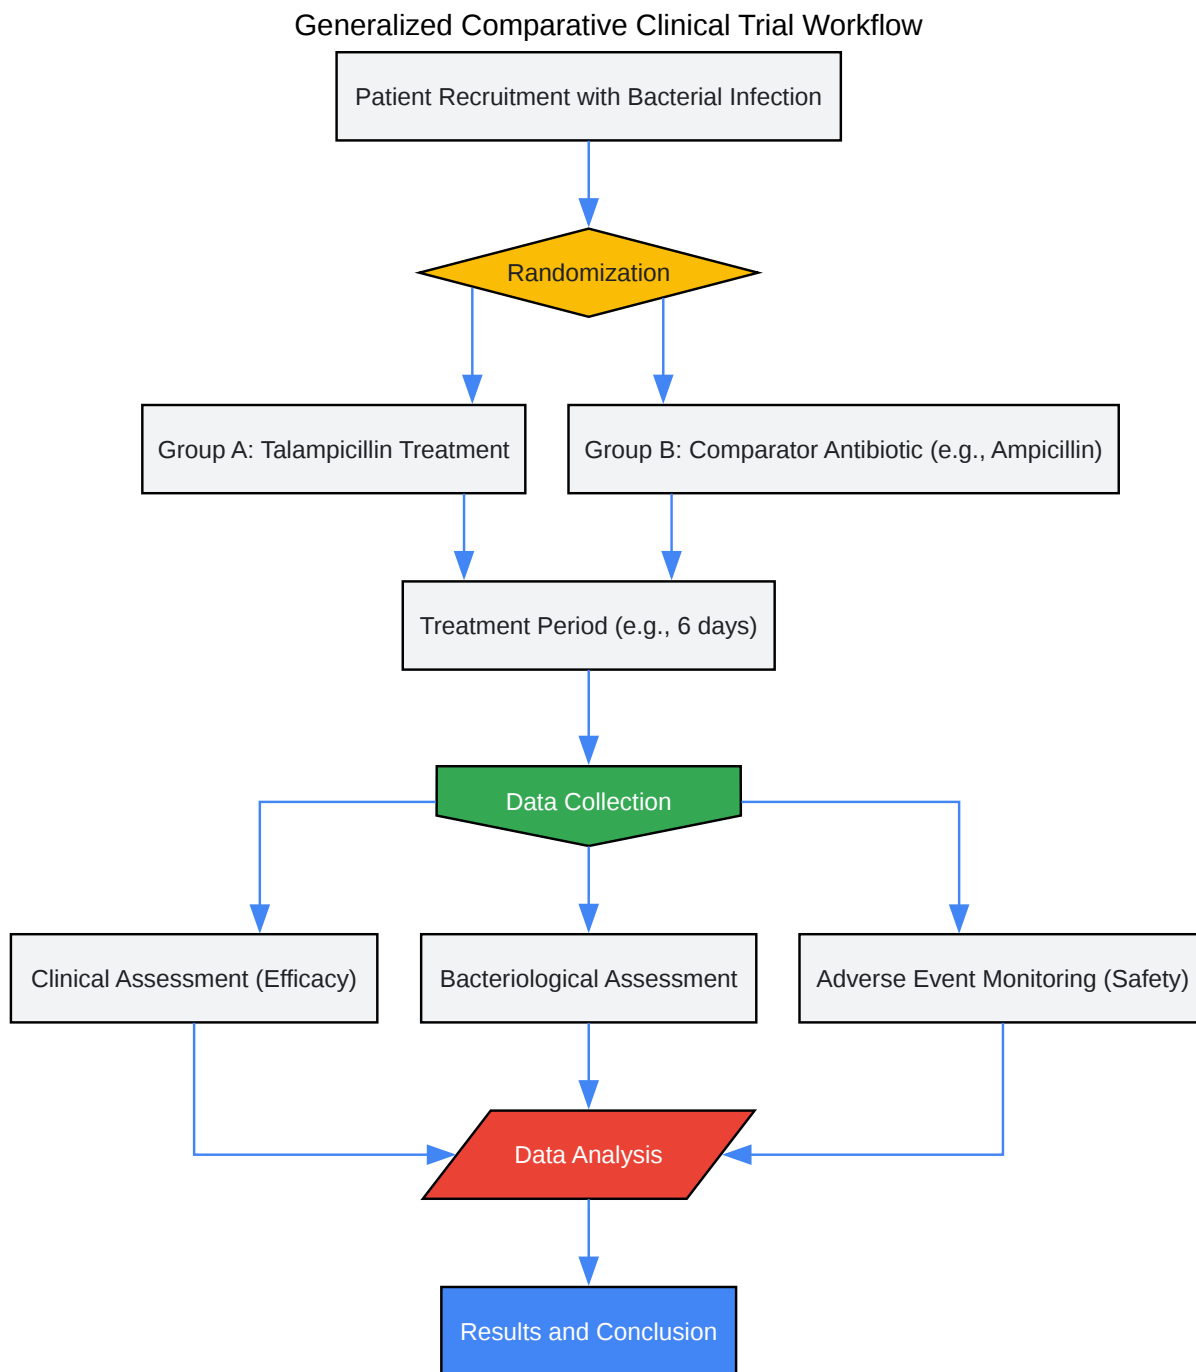 Generalized Comparative Clinical Trial Workflow
Patient Recruitment with Bacterial Infection
Randomization
Group A: Talampicillin Treatment
Group B: Comparator Antibiotic (e.g., Ampicillin)
Treatment Period (e.g., 6 days)
Data Collection
Clinical Assessment (Efficacy)
Bacteriological Assessment
Adverse Event Monitoring (Safety)
Data Analysis
Results and Conclusion